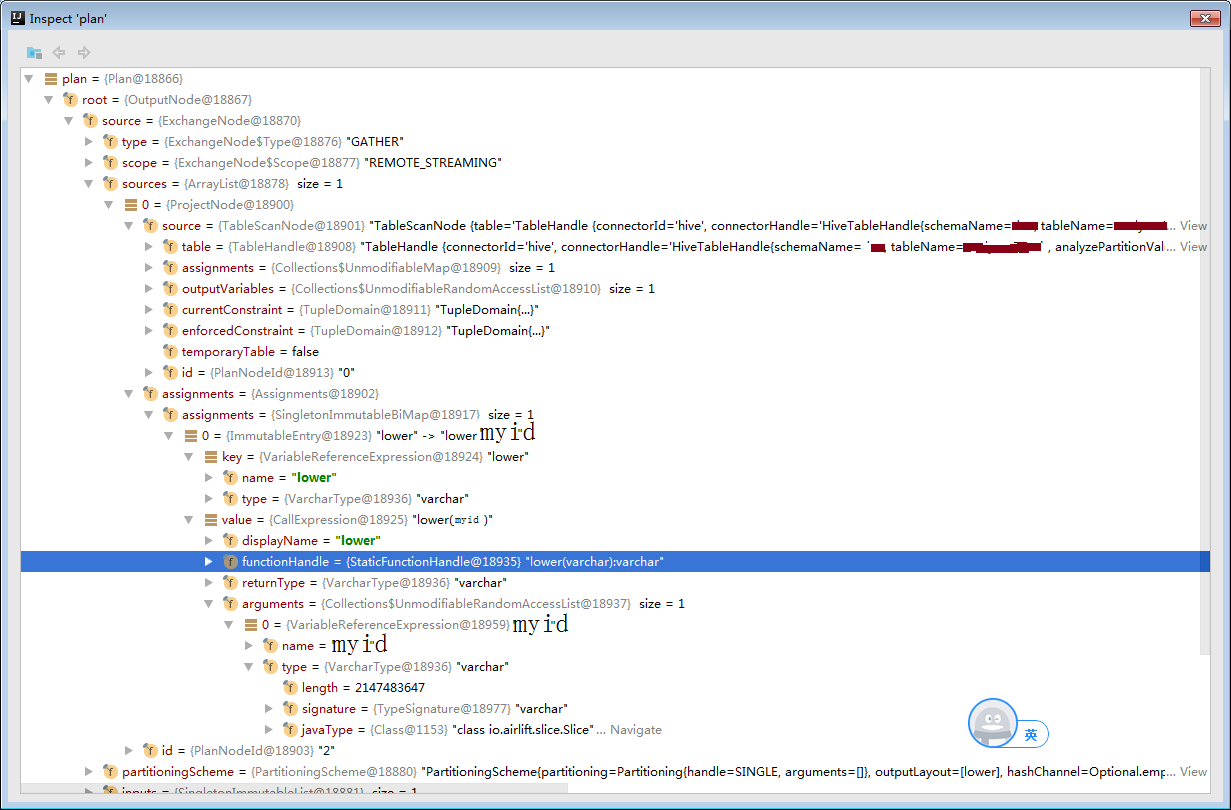 Inspect 'plan'
plan = {Plan@18866}
root = {OutputNode@18867}
source = {ExchangeNode@18870}
type = {ExchangeNode$Type@18876} "GATHER"
scope = {ExchangeNode$Scope@18877} "REMOTE_STREAMING"
sources = {ArrayList@18878} size = 1
0 = {ProjectNode@18900}
source = {TableScanNode@18901} "TableScanNode {table='TableHandle {connectorId='hive', connectorHandle='HiveTableHandle{schemaName= tableName= ... View
table = {TableHandle@18908} "TableHandle {connectorId='hive', connectorHandle='HiveTableHandle{schemaName= , tableName= , analyzePartitionVal... View
assignments = {Collections$UnmodifiableMap@18909} size = 1
outputVariables = {Collections$UnmodifiableRandomAccessList@18910} size = 1
currentConstraint = {TupleDomain@18911} "TupleDomain{...}"
enforcedConstraint = {TupleDomain@18912} "TupleDomain{...}"
temporaryTable = false
id = {PlanNodeId@18913} "0"
assignments = {Assignments@18902}
assignments = {SingletonImmutableBiMap@18917} size = 1
0 = {ImmutableEntry@18923} "lower" -> "lower myid
key = {VariableReferenceExpression@18924} "lower"
name = "lower"
type = {VarcharType@18936} "varchar"
value = {CallExpression@18925} "lower(myid )"
displayName = "lower"
functionHandle = {StaticFunctionHandle@18935} "lower(varchar):varchar"
returnType = {VarcharType@18936} "varchar"
arguments = {Collections$UnmodifiableRandomAccessList@18937} size = 1
0 = {VariableReferenceExpression@18959} myid
name = myid
type = {VarcharType@18936} "varchar"
length = 2147483647
signature = {TypeSignature@18977} "varchar"
javaType = {Class@1153} "class io.airlift.slice.Slice" ... Navigate
id = {PlanNodeId@18903} "2"
partitioningScheme = {PartitioningScheme@18880} "PartitioningScheme{partitioning=Partitioning{handle=SINGLE, arguments=[]}, outputLayout=[lower], hashChannel=Optional.emp... View
inputs = {SingletonImmutableList@18881} size = 1
英